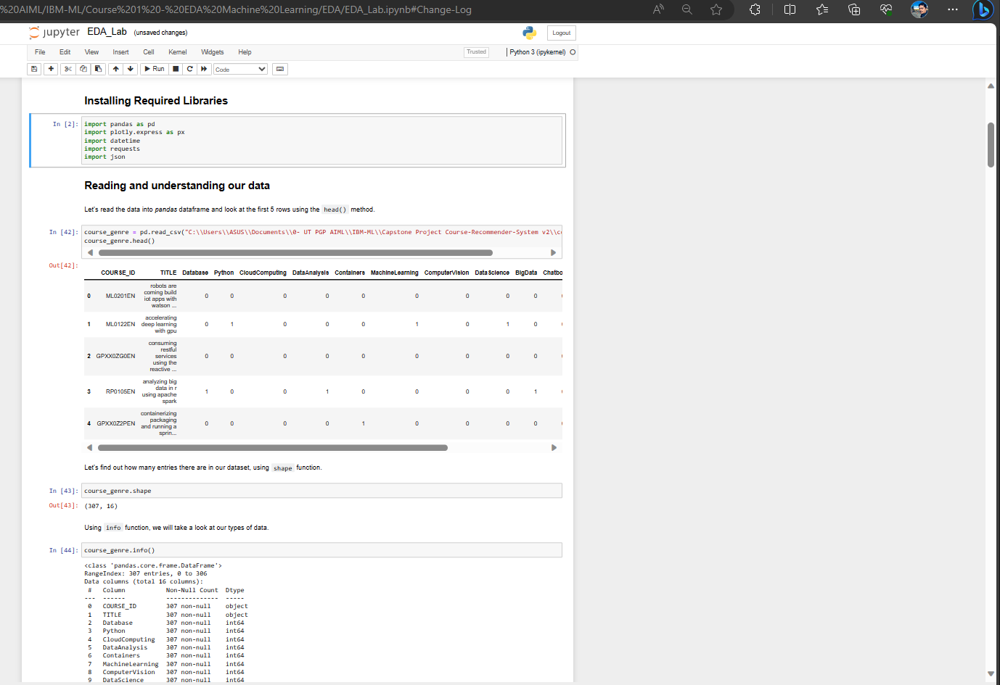 %20AIML/IBM-ML/Course%201%20-%20EDA%20Machine%20Learning/EDA/EDA_Lab.ipynb#Change-Log
jupyter EDA_Lab (unsaved changes)
Logout
File Edit View Insert Cell Kernel Widgets Help
Trusted
Python 3 (ipykernel)
Run
Code
Installing Required Libraries
In [2]: import pandas as pd
import plotly.express as px
import datetime
import requests
import json
Reading and understanding our data
Let's read the data into pandas dataframe and look at the first 5 rows using the head() method.
In [42]: course_genre = pd.read_csv("C:\\Users\\ASUS\\Documents\\0- UT PGP AIML\\IBM-ML\\Capstone Project Course-Recommender-System v2\\c
course_genre.head()
Out[42]:
COURSE_ID TITLE Database Python CloudComputing DataAnalysis Containers MachineLearning ComputerVision DataScience BigData Chatbo
robots are
coming build
0 ML0201EN iot apps with 0 0 0 0 0 0 0 0 0
watson ...
accelerating
1 ML0122EN deep learning 0 1 0 0 0 1 0 1 0
with gpu
consuming
restful
2 GPXX0ZG0EN services 0 0 0 0 0 0 0 0 0
using the
reactive ...
analyzing big
data in r
3 RP0105EN using apache 1 0 0 1 0 0 0 0 1
spark
containerizing
packaging
4 GPXX0Z2PEN and running a 0 0 0 0 1 0 0 0 0
sprin...
Let's find out how many entries there are in our dataset, using shape function.
In [43]: course_genre.shape
Out[43]: (307, 16)
Using info function, we will take a look at our types of data.
In [44]: course_genre.info()
<class 'pandas.core.frame.DataFrame'>
RangeIndex: 307 entries, 0 to 306
Data columns (total 16 columns):
# Column Non-Null Count Dtype
--- ------ -------------- -----
0 COURSE_ID 307 non-null object
1 TITLE 307 non-null object
2 Database 307 non-null int64
3 Python 307 non-null int64
4 CloudComputing 307 non-null int64
5 DataAnalysis 307 non-null int64
6 Containers 307 non-null int64
7 MachineLearning 307 non-null int64
8 ComputerVision 307 non-null int64
9 DataScience 307 non-null int64